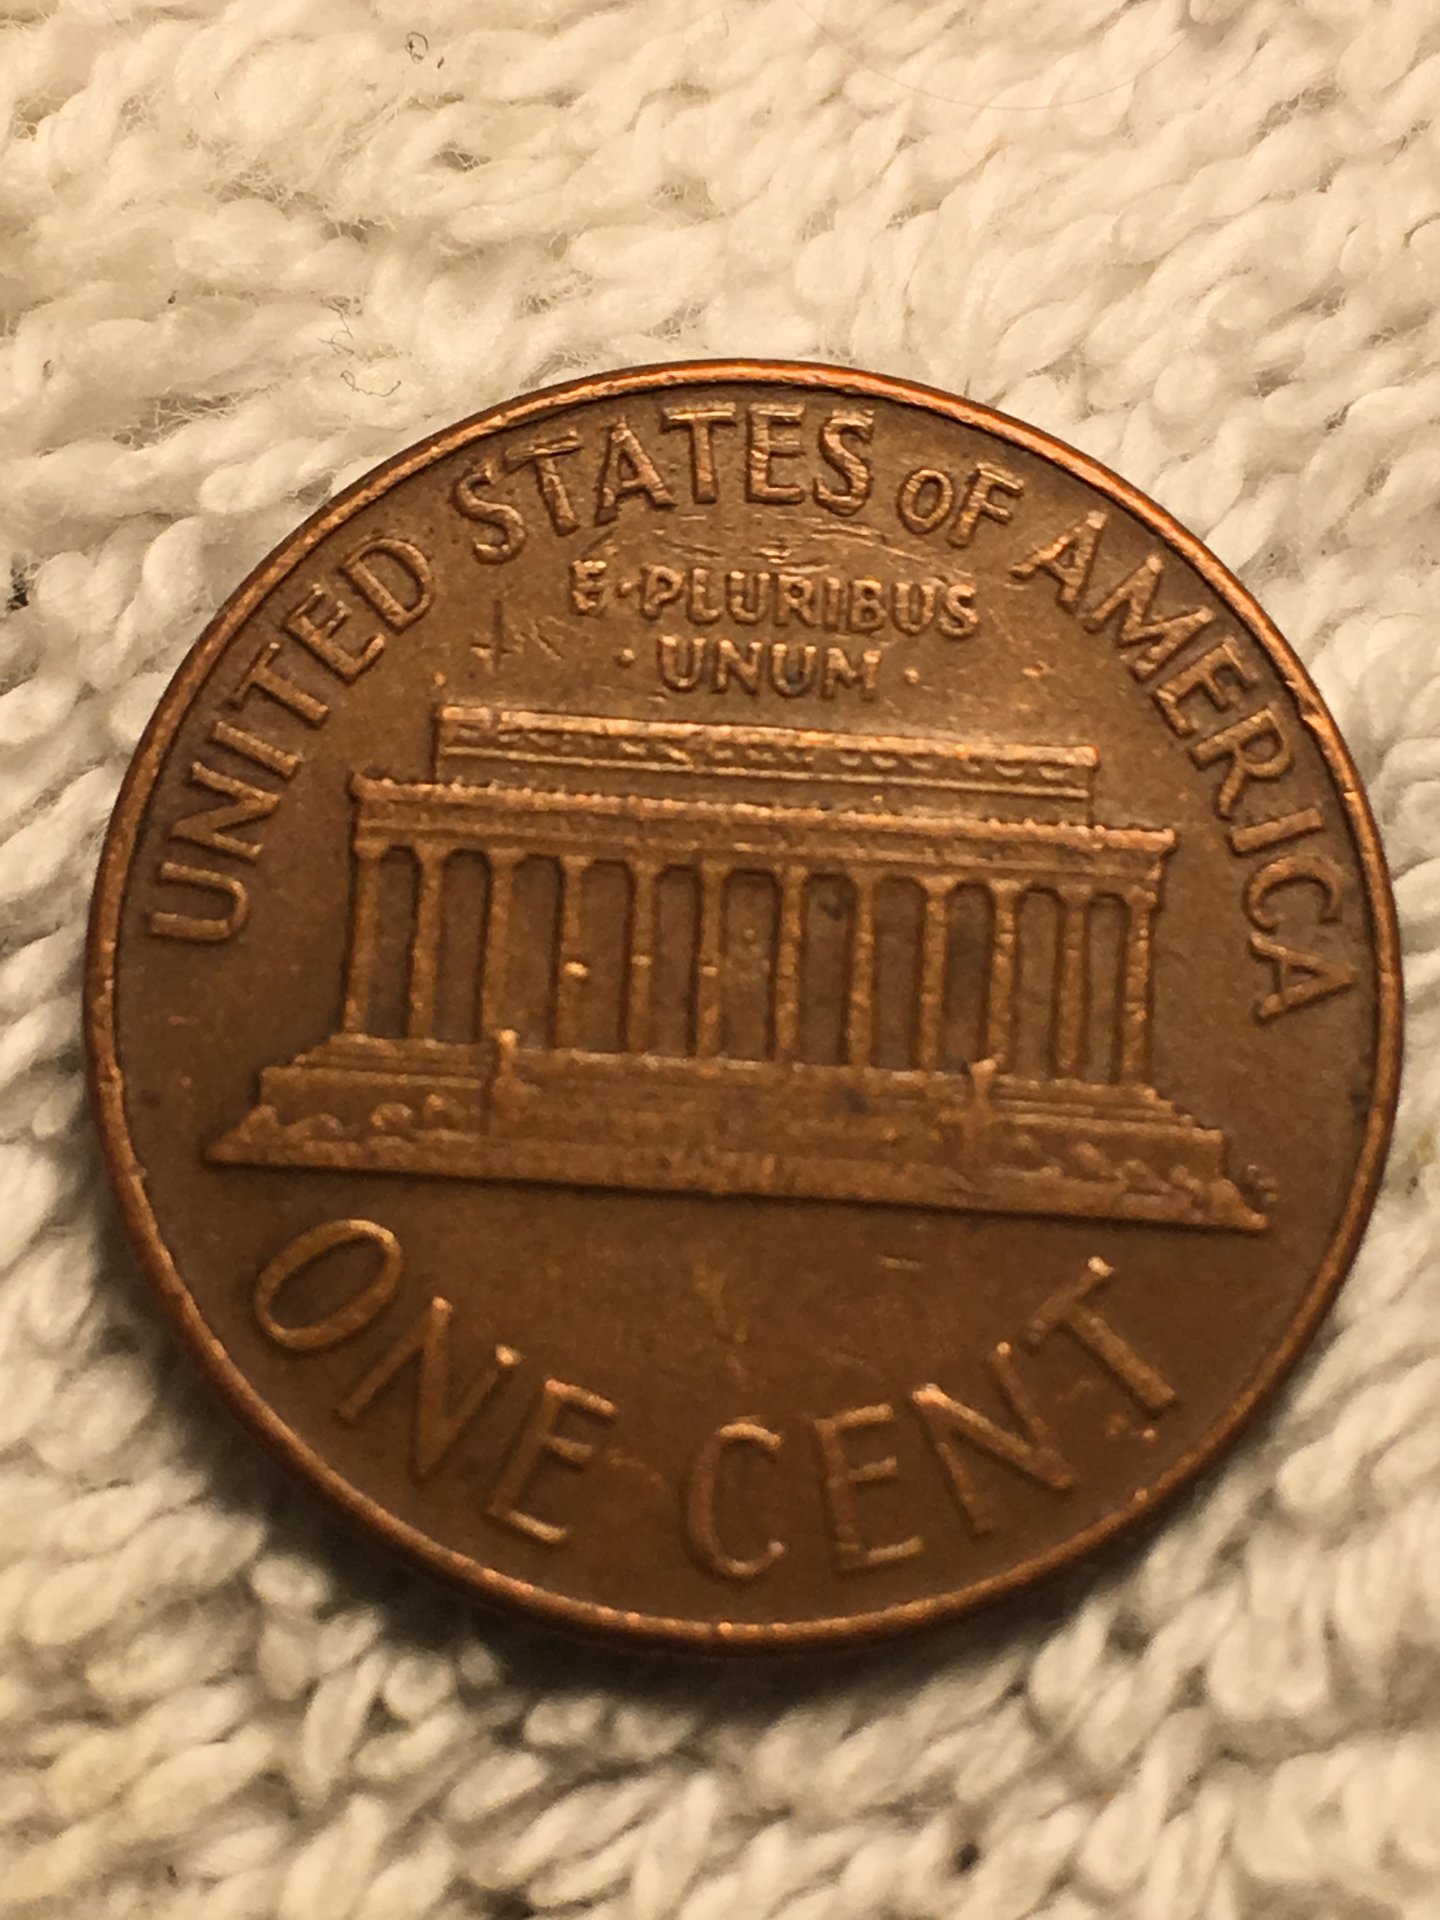 UNITED STATES OF AMERICA
E·PLURIBUS
·UNUM·
ONE CENT